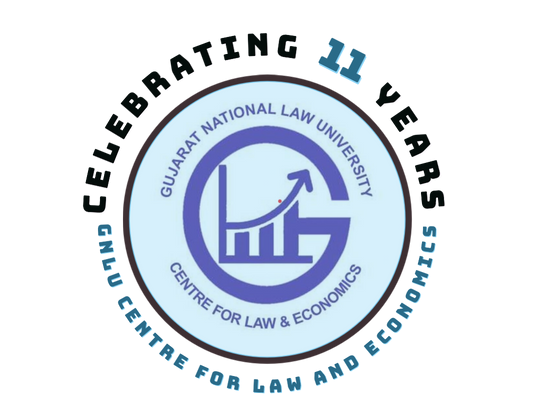 CELEBRATING 11 YEARS
GUJARAT NATIONAL LAW UNIVERSITY
G
CENTRE FOR LAW & ECONOMICS
GNLU CENTRE FOR LAW AND ECONOMICS